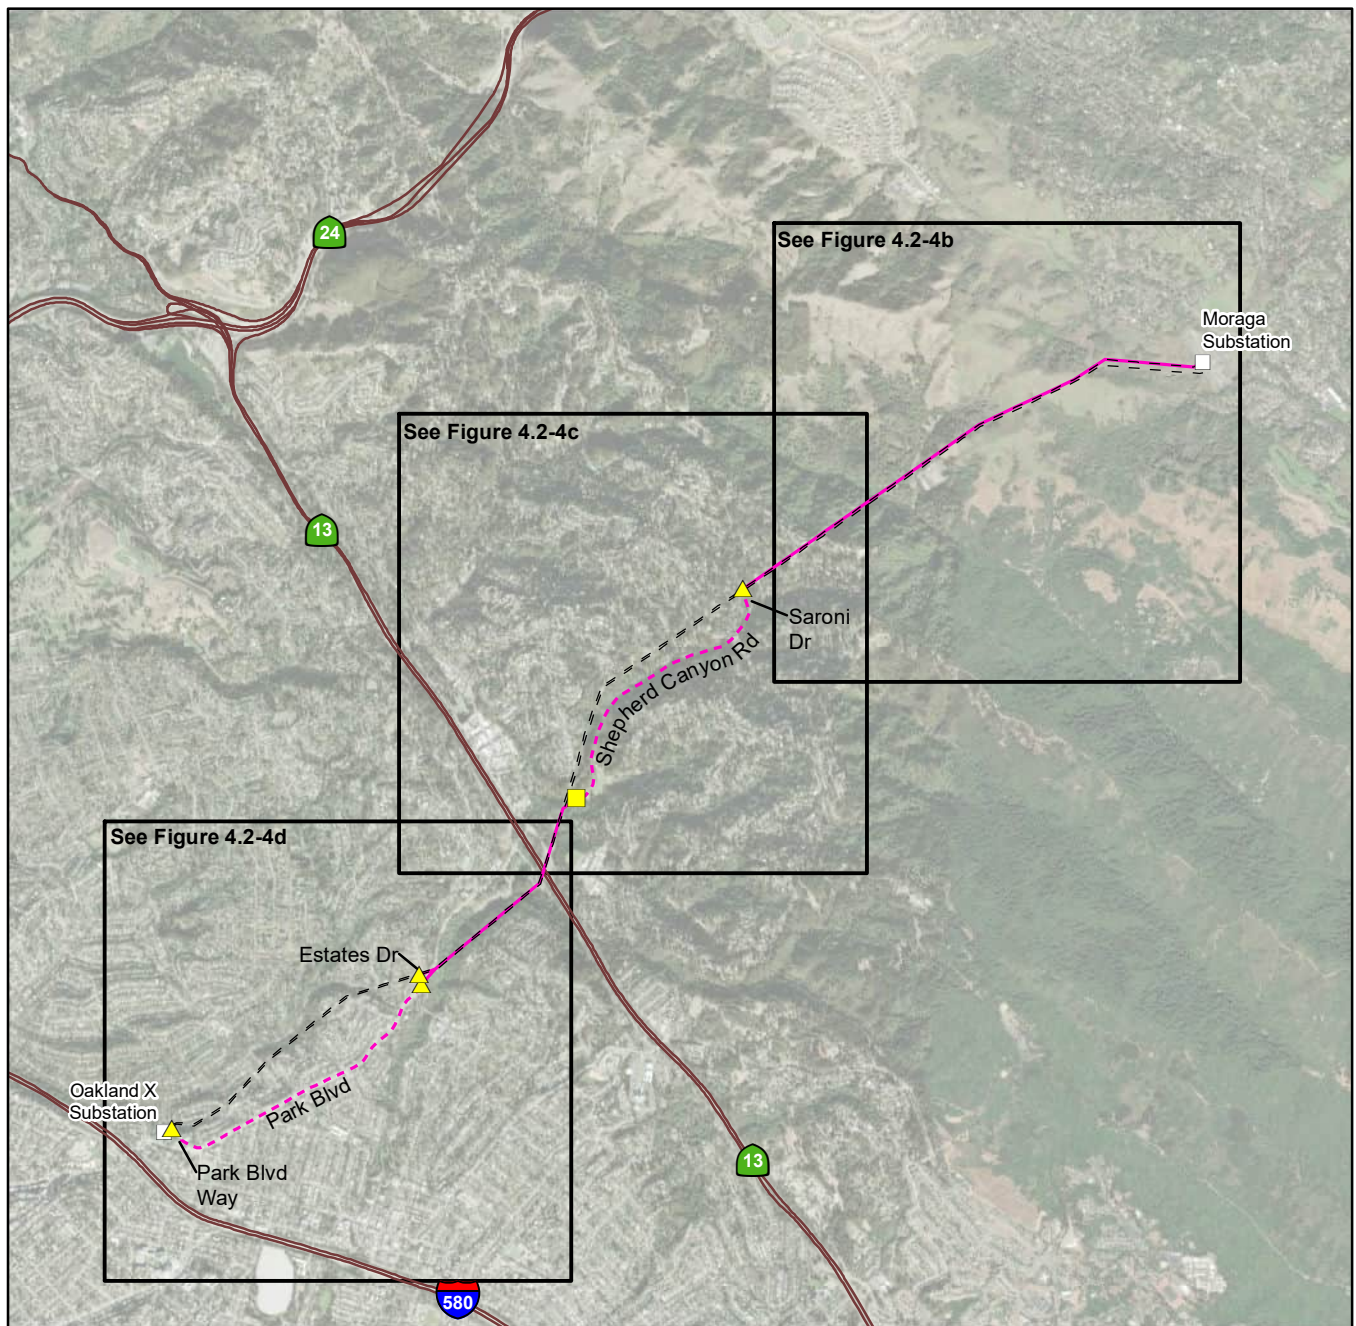 24
See Figure 4.2-4b
Moraga
Substation
See Figure 4.2-4c
13
Saroni
Dr
Shepherd Canyon Rd
See Figure 4.2-4d
Estates Dr
Oakland X
Substation
Park Blvd
Park Blvd
Way
13
580